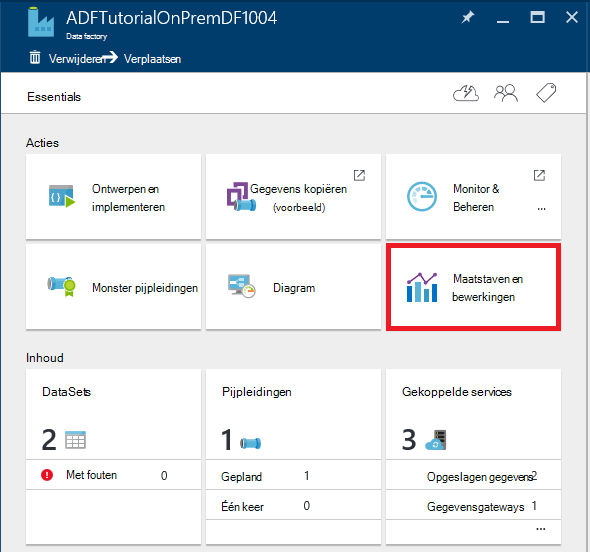 ADFTutorialOnPremDF1004
Data factory
Verwijderen Verplaatsen
Essentials
Acties
Ontwerpen en
implementeren
Gegevens kopiëren
(voorbeeld)
Monitor &
Beheren
...
Monster pijpleidingen
Diagram
Maatstaven en
bewerkingen
Inhoud
DataSets
2
Met fouten 0
Pijpleidingen
1
Gepland 1
Één keer 0
Gekoppelde services
3
Opgeslagen gegevens 2
Gegevensgateways 1
...